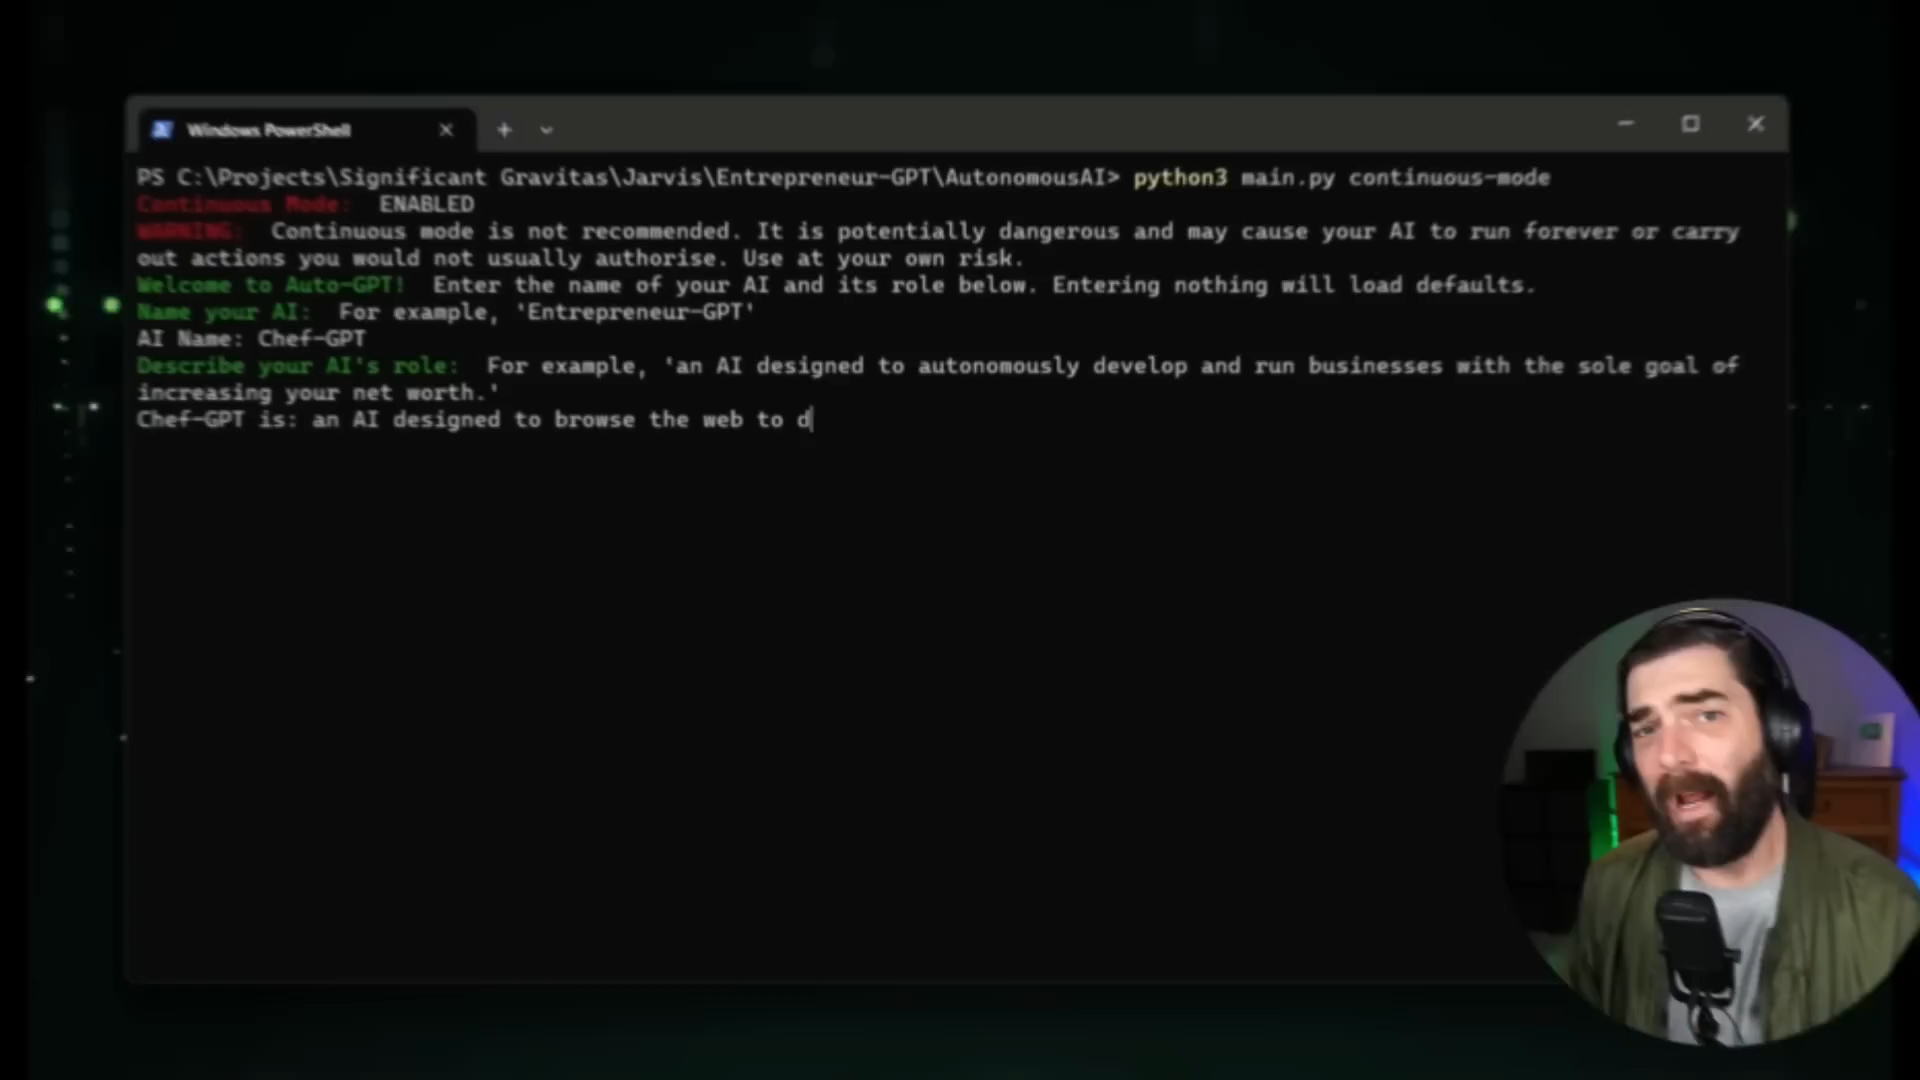 Windows PowerShell
PS C:\Projects\Significant Gravitas\Jarvis\Entrepreneur-GPT\AutonomousAI> python3 main.py continuous-mode
Continuous Mode: ENABLED
WARNING: Continuous mode is not recommended. It is potentially dangerous and may cause your AI to run forever or carry
out actions you would not usually authorise. Use at your own risk.
Welcome to Auto-GPT! Enter the name of your AI and its role below. Entering nothing will load defaults.
Name your AI: For example, 'Entrepreneur-GPT'
AI Name: Chef-GPT
Describe your AI's role: For example, 'an AI designed to autonomously develop and run businesses with the sole goal of
increasing your net worth.'
Chef-GPT is: an AI designed to browse the web to d